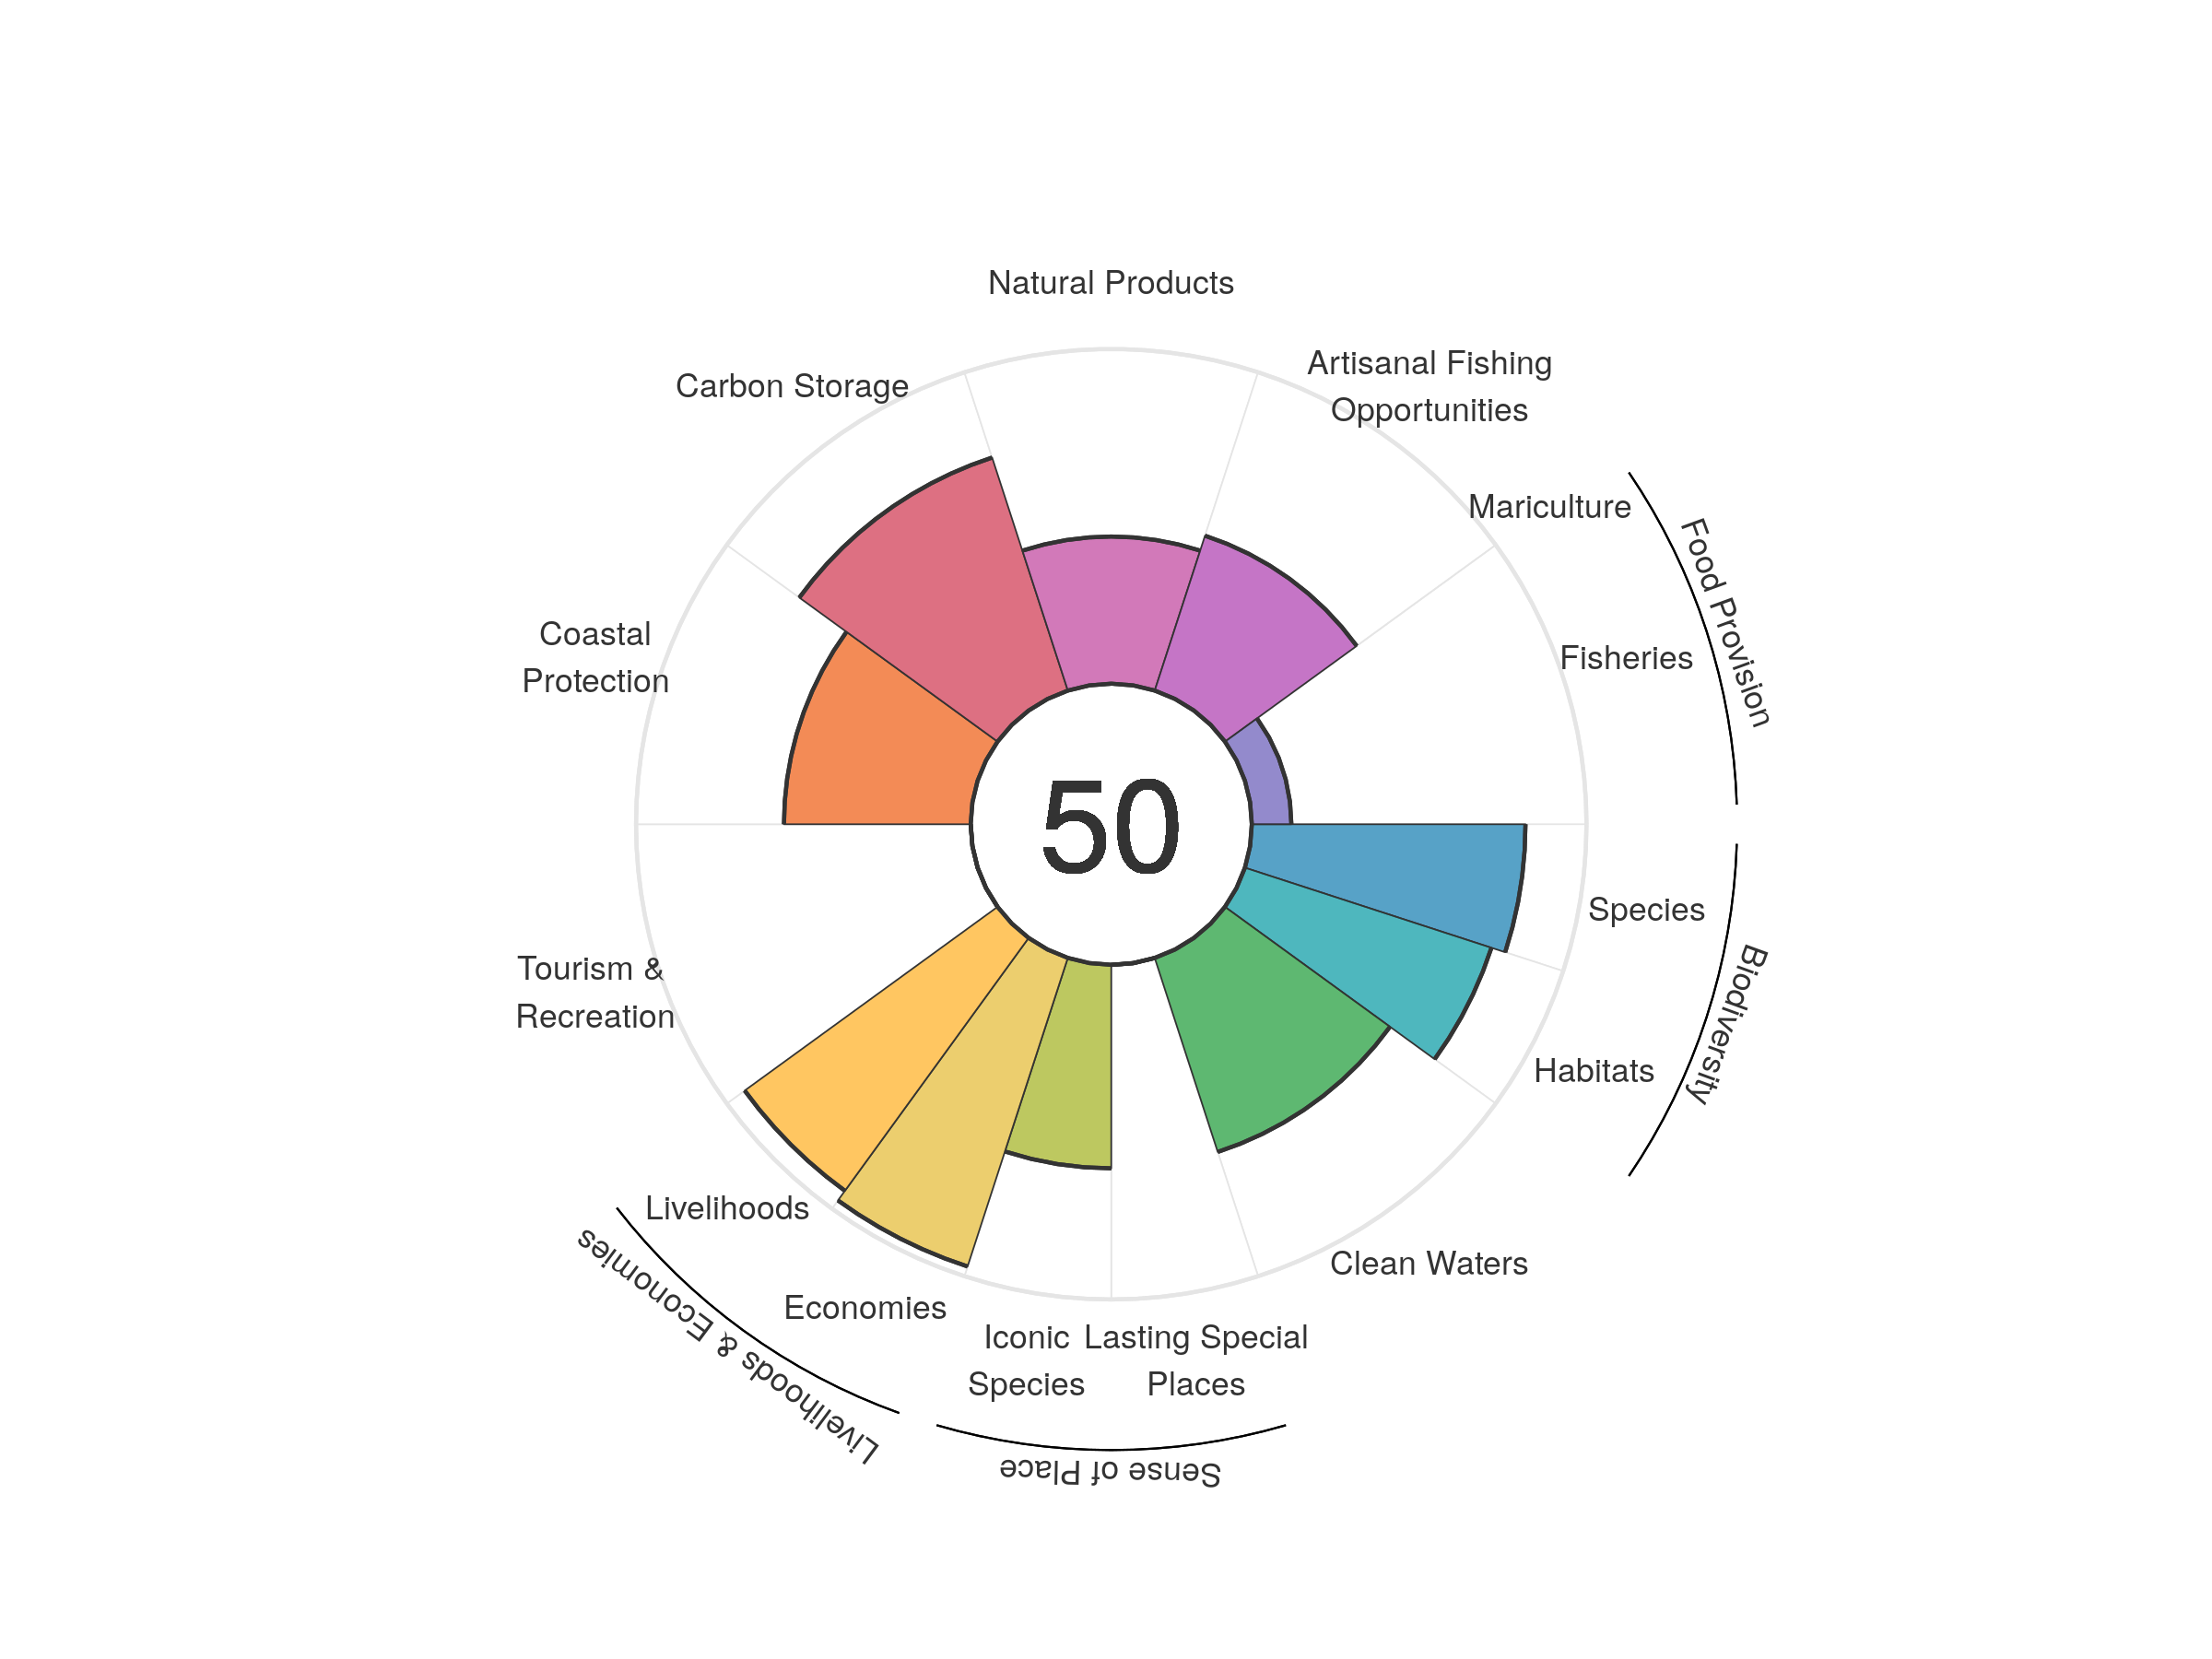 Natural Products
Artisanal Fishing
Opportunities
Carbon Storage
Mariculture
Food Provision
Fisheries
Coastal
Protection
50
Species
Biodiversity
Tourism &
Recreation
Habitats
Livelihoods
Livelihoods & Economies
Clean Waters
Economies
Iconic
Species
Lasting Special
Places
Sense of Place